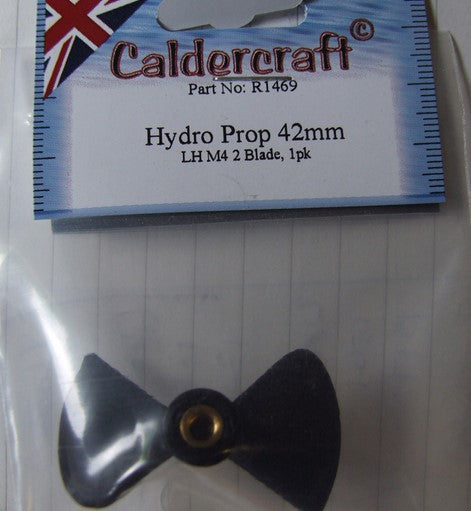 Caldercraft©
Part No: R1469
Hydro Prop 42mm
LH M4 2 Blade, 1pk